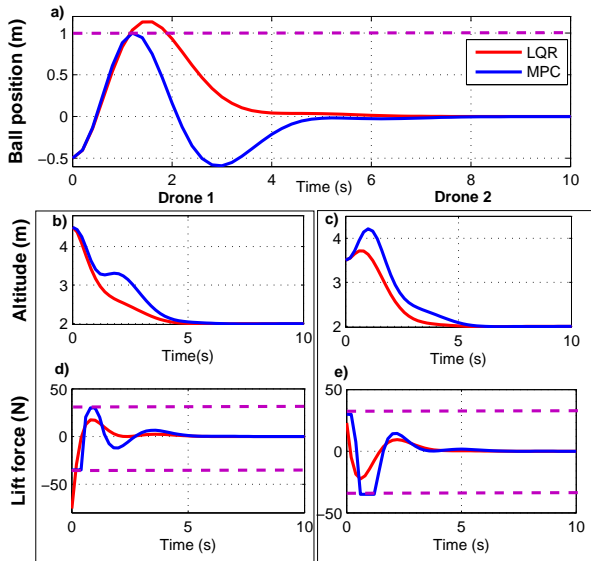 a)
Ball position (m)
1
0.5
0
−0.5
LQR
MPC
0 2 4 6 8 10
Time (s)
Drone 1 Drone 2
b)
Altitude (m)
4
3
2
0 5 10
Time(s)
c)
4
3
2
0 5 10
Time (s)
d)
Lift force (N)
50
0
−50
0 5 10
Time (s)
e)
50
0
−50
0 5 10
Time (s)